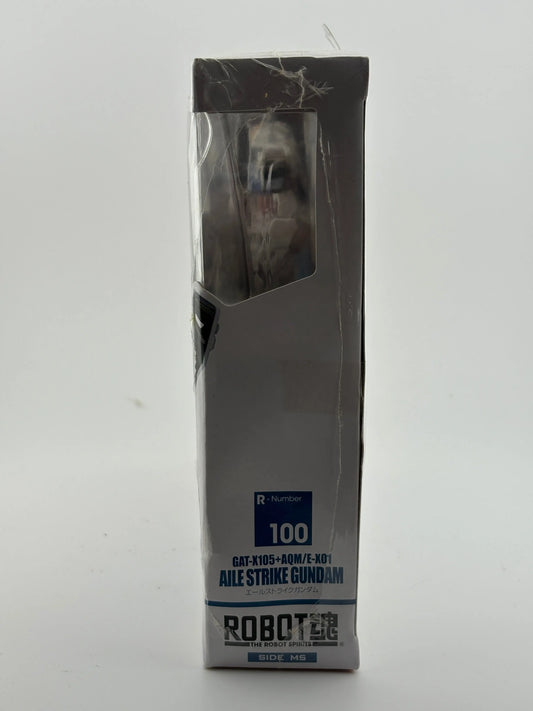 R - Number
100
GAT-X105+AQM/E-X01
AILE STRIKE GUNDAM
エールストライクガンダム
ROBOT魂
THE ROBOT SPIRITS
SIDE MS